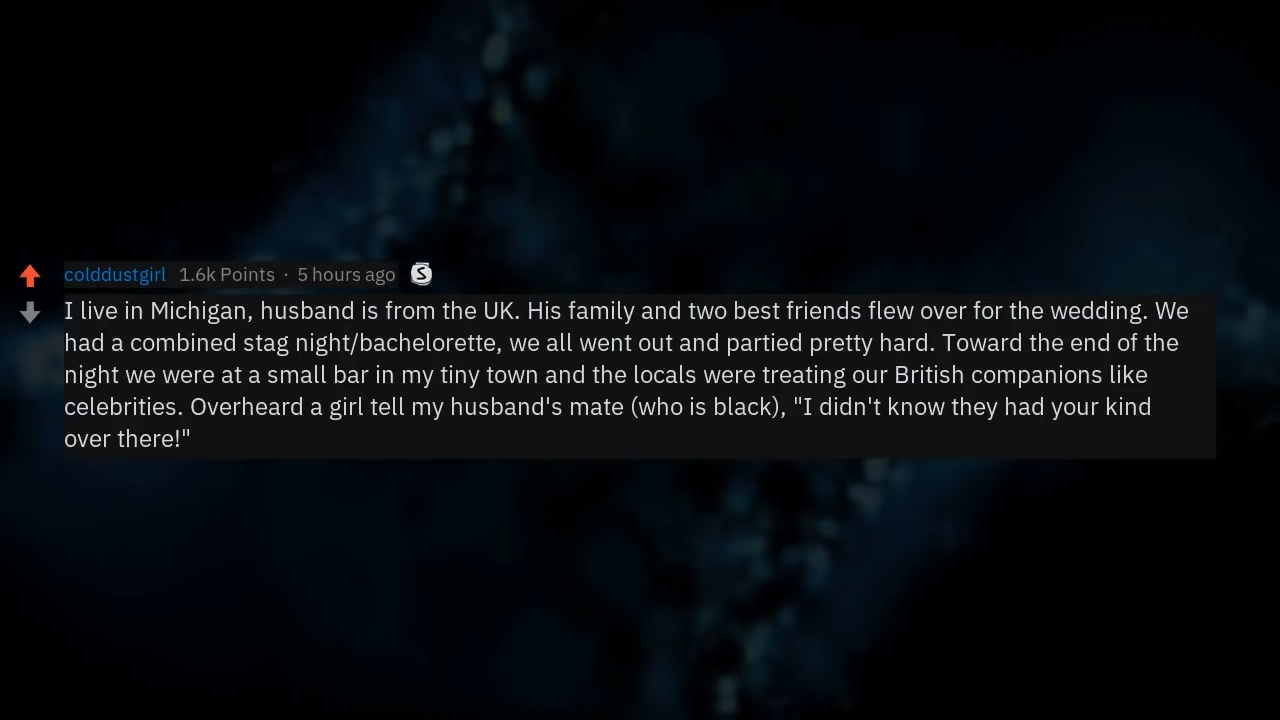 colddustgirl 1.6k Points · 5 hours ago S
I live in Michigan, husband is from the UK. His family and two best friends flew over for the wedding. We
had a combined stag night/bachelorette, we all went out and partied pretty hard. Toward the end of the
night we were at a small bar in my tiny town and the locals were treating our British companions like
celebrities. Overheard a girl tell my husband's mate (who is black), "I didn't know they had your kind
over there!"